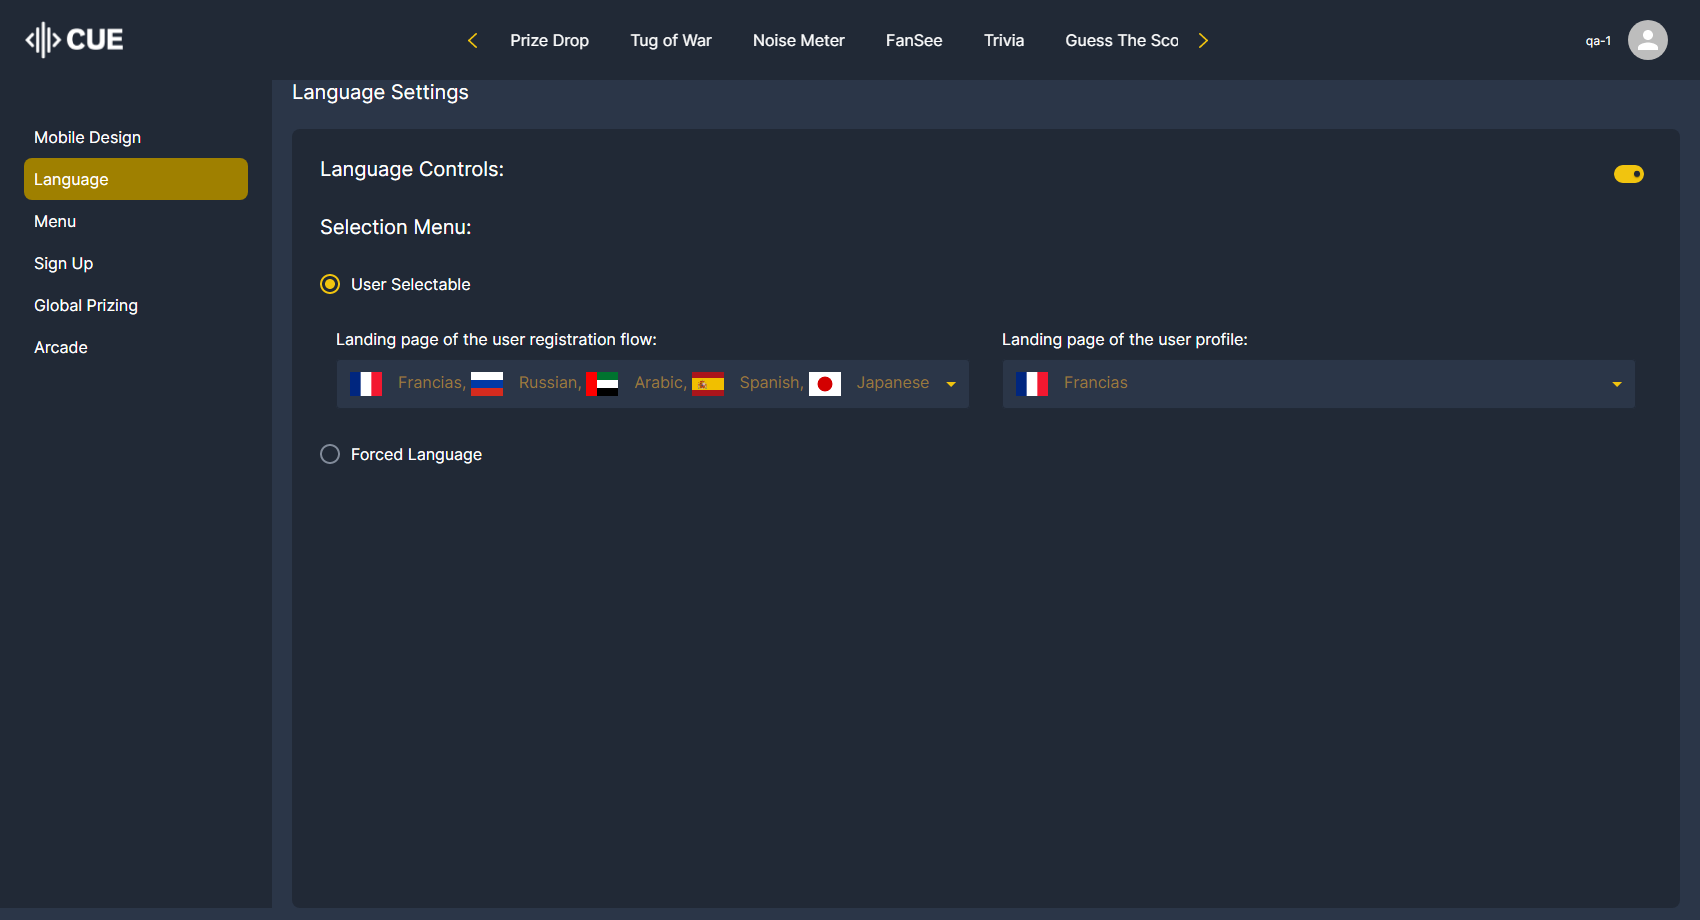 CUE
Prize Drop
Tug of War
Noise Meter
FanSee
Trivia
Guess The Sco
qa-1
Mobile Design
Language
Menu
Sign Up
Global Prizing
Arcade
Language Settings
Language Controls:
Selection Menu:
User Selectable
Landing page of the user registration flow:
Francias, Russian, Arabic, Spanish, Japanese
Landing page of the user profile:
Francias
Forced Language